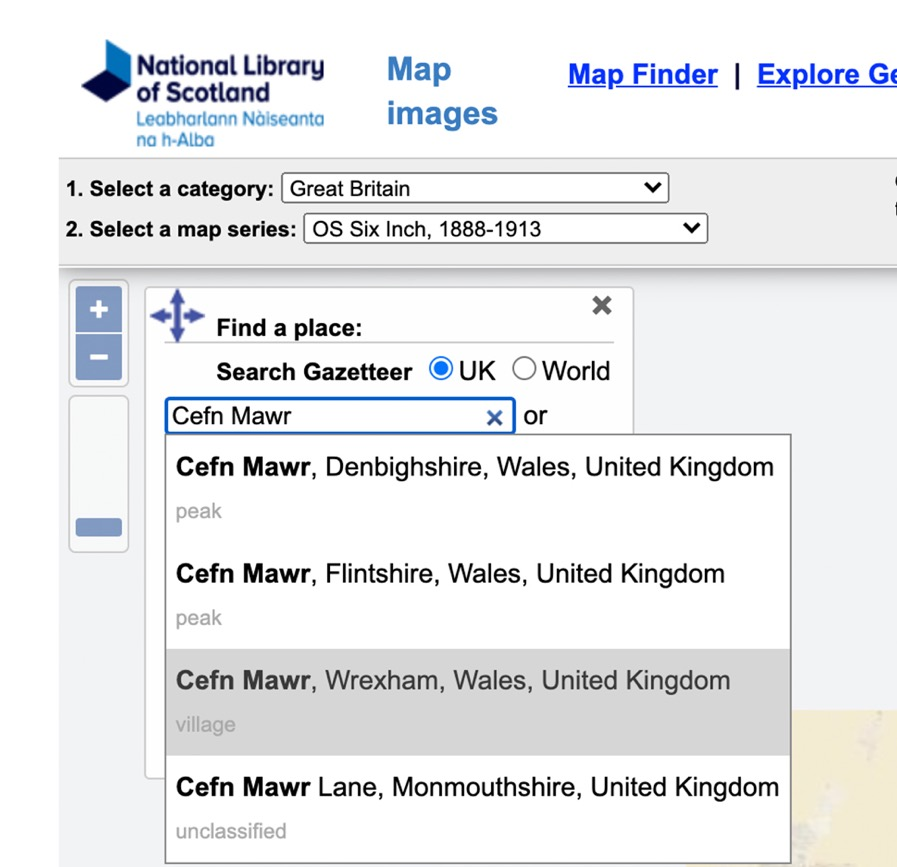 National Library
of Scotland
Leabharlann Nàiseanta
na h-Alba
Map
images
Map Finder | Explore Ge
1. Select a category: Great Britain
2. Select a map series: OS Six Inch, 1888-1913
+
−
Find a place:
Search Gazetteer UK World
Cefn Mawr or
Cefn Mawr, Denbighshire, Wales, United Kingdom
peak
Cefn Mawr, Flintshire, Wales, United Kingdom
peak
Cefn Mawr, Wrexham, Wales, United Kingdom
village
Cefn Mawr Lane, Monmouthshire, United Kingdom
unclassified